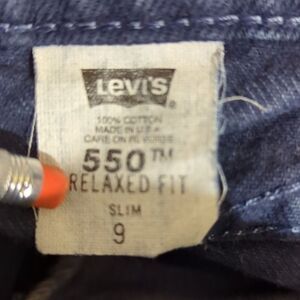 LEVI'S
®
100% COTTON
MADE IN U.S.A
CARE ON REVERSE
550™
RELAXED FIT
SLIM
9